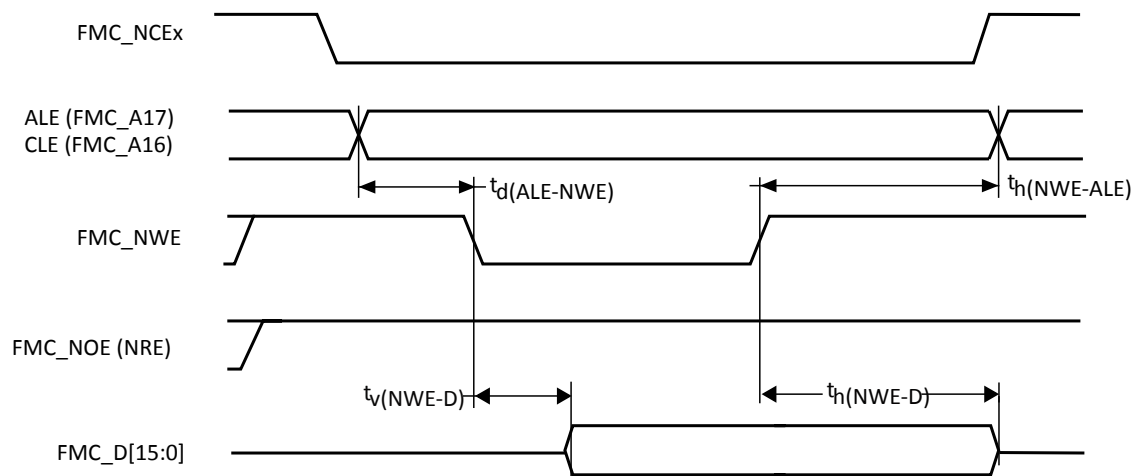 FMC_NCEx
ALE (FMC_A17)
CLE (FMC_A16)
td(ALE-NWE)
th(NWE-ALE)
FMC_NWE
FMC_NOE (NRE)
tv(NWE-D)
th(NWE-D)
FMC_D[15:0]